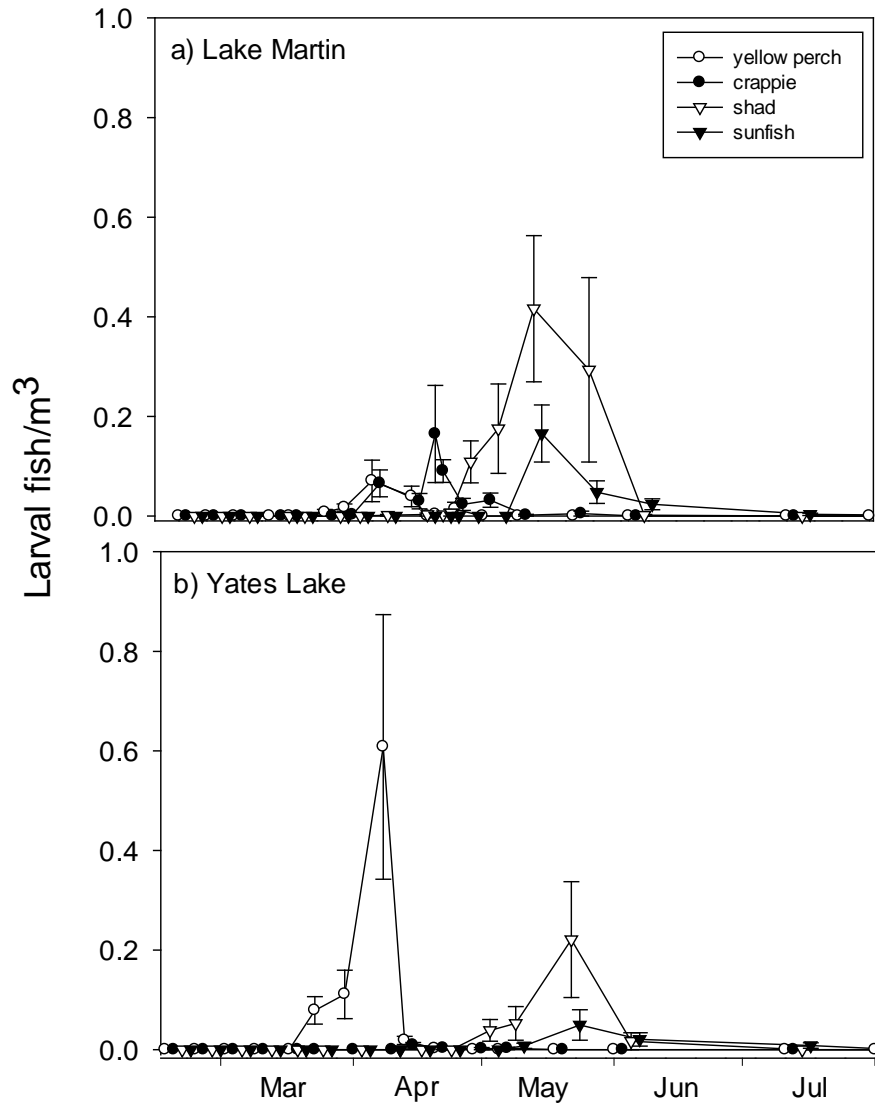 1.0
a) Lake Martin
yellow perch
crappie
shad
sunfish
0.8
0.6
0.4
0.2
0.0
Larval fish/m³
1.0
b) Yates Lake
0.8
0.6
0.4
0.2
0.0
Mar Apr May Jun Jul